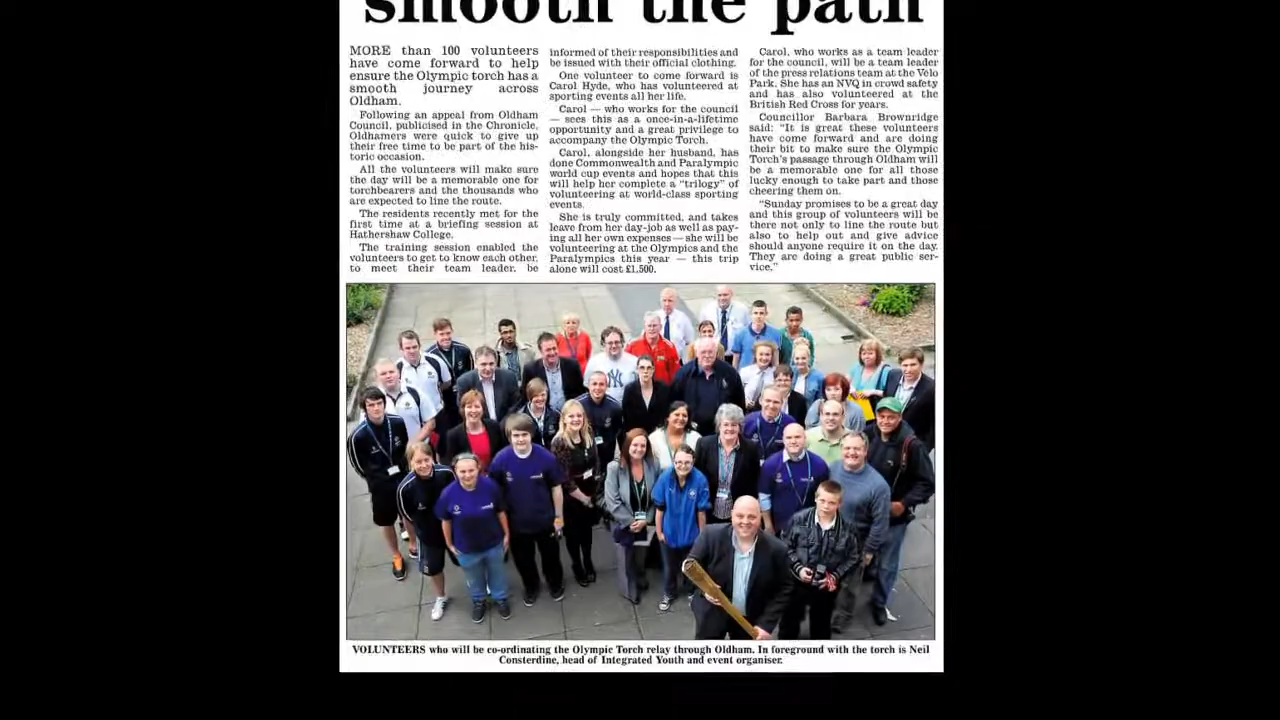 smooth the path
MORE than 100 volunteers
have come forward to help
ensure the Olympic torch has a
smooth journey across
Oldham.
Following an appeal from Oldham
Council, publicised in the Chronicle,
Oldhamers were quick to give up
their free time to be part of the his-
toric occasion.
All the volunteers will make sure
the day will be a memorable one for
torchbearers and the thousands who
are expected to line the route.
The residents recently met for the
first time at a briefing session at
Hathershaw College.
The training session enabled the
volunteers to get to know each other,
to meet their team leader, be
informed of their responsibilities and
be issued with their official clothing.
One volunteer to come forward is
Carol Hyde, who has volunteered at
sporting events all her life.
Carol — who works for the council
— sees this as a once-in-a-lifetime
opportunity and a great privilege to
accompany the Olympic Torch.
Carol, alongside her husband, has
done Commonwealth and Paralympic
world cup events and hopes that this
will help her complete a "trilogy" of
volunteering at world-class sporting
events.
She is truly committed, and takes
leave from her day-job as well as pay-
ing all her own expenses — she will be
volunteering at the Olympics and the
Paralympics this year — this trip
alone will cost £1,500.
Carol, who works as a team leader
for the council, will be a team leader
of the press relations team at the Velo
Park. She has an NVQ in crowd safety
and has also volunteered at the
British Red Cross for years.
Councillor Barbara Brownridge
said: "It is great these volunteers
have come forward and are doing
their bit to make sure the Olympic
Torch's passage through Oldham will
be a memorable one for all those
lucky enough to take part and those
cheering them on.
"Sunday promises to be a great day
and this group of volunteers will be
there not only to line the route but
also to help out and give advice
should anyone require it on the day.
They are doing a great public ser-
vice."
VOLUNTEERS who will be co-ordinating the Olympic Torch relay through Oldham. In foreground with the torch is Neil
Consterdine, head of Integrated Youth and event organiser.